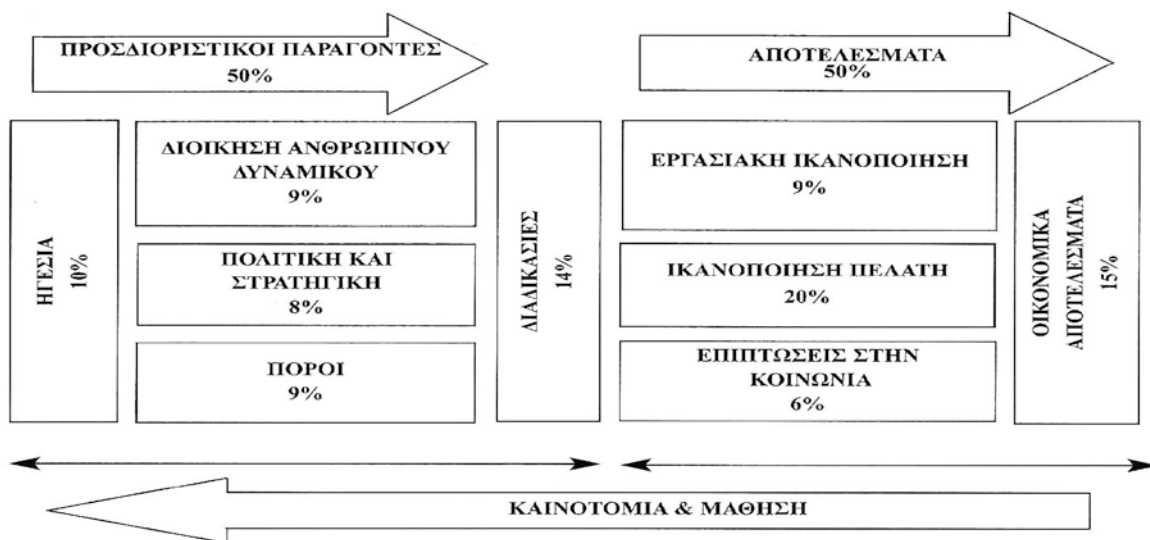 ΠΡΟΣΔΙΟΡΙΣΤΙΚΟΙ ΠΑΡΑΓΟΝΤΕΣ
50%
ΑΠΟΤΕΛΕΣΜΑΤΑ
50%
ΗΓΕΣΙΑ
10%
ΔΙΟΙΚΗΣΗ ΑΝΘΡΩΠΙΝΟΥ
ΔΥΝΑΜΙΚΟΥ
9%
ΠΟΛΙΤΙΚΗ ΚΑΙ
ΣΤΡΑΤΗΓΙΚΗ
8%
ΠΟΡΟΙ
9%
ΔΙΑΔΙΚΑΣΙΕΣ
14%
ΕΡΓΑΣΙΑΚΗ ΙΚΑΝΟΠΟΙΗΣΗ
9%
ΙΚΑΝΟΠΟΙΗΣΗ ΠΕΛΑΤΗ
20%
ΕΠΙΠΤΩΣΕΙΣ ΣΤΗΝ
ΚΟΙΝΩΝΙΑ
6%
ΟΙΚΟΝΟΜΙΚΑ
ΑΠΟΤΕΛΕΣΜΑΤΑ
15%
ΚΑΙΝΟΤΟΜΙΑ & ΜΑΘΗΣΗ